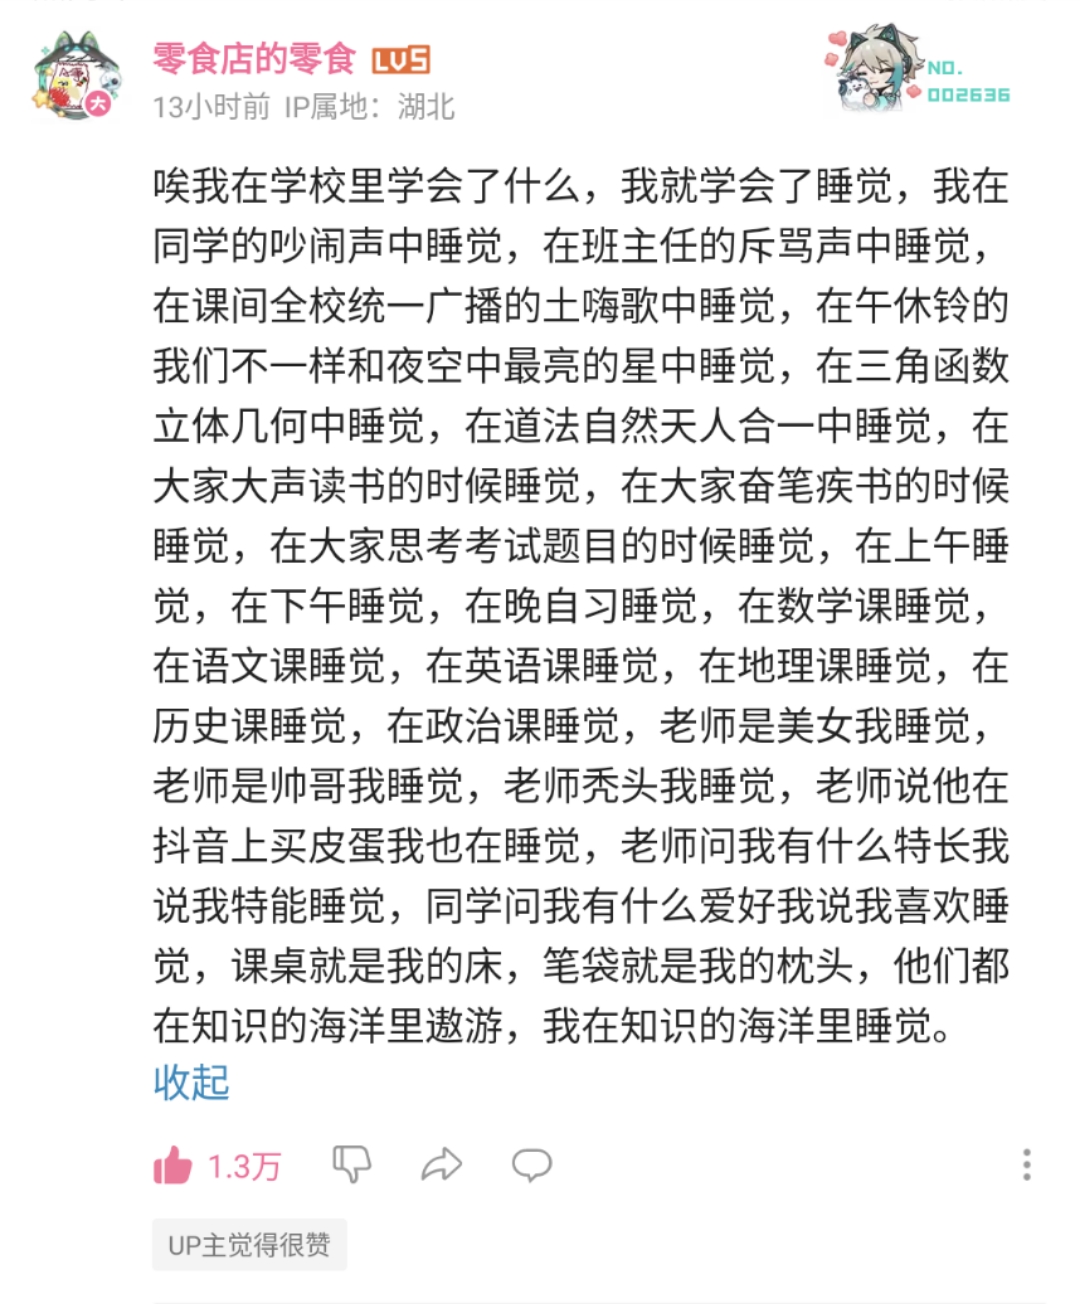 零食店的零食 LV5
NO.
002636
13小时前 IP属地：湖北
唉我在学校里学会了什么，我就学会了睡觉，我在
同学的吵闹声中睡觉，在班主任的斥骂声中睡觉，
在课间全校统一广播的土嗨歌中睡觉，在午休铃的
我们不一样和夜空中最亮的星中睡觉，在三角函数
立体几何中睡觉，在道法自然天人合一中睡觉，在
大家大声读书的时候睡觉，在大家奋笔疾书的时候
睡觉，在大家思考考试题目的时候睡觉，在上午睡
觉，在下午睡觉，在晚自习睡觉，在数学课睡觉，
在语文课睡觉，在英语课睡觉，在地理课睡觉，在
历史课睡觉，在政治课睡觉，老师是美女我睡觉，
老师是帅哥我睡觉，老师秃头我睡觉，老师说他在
抖音上买皮蛋我也在睡觉，老师问我有什么特长我
说我特能睡觉，同学问我有什么爱好我说我喜欢睡
觉，课桌就是我的床，笔袋就是我的枕头，他们都
在知识的海洋里遨游，我在知识的海洋里睡觉。
收起
1.3万
UP主觉得很赞